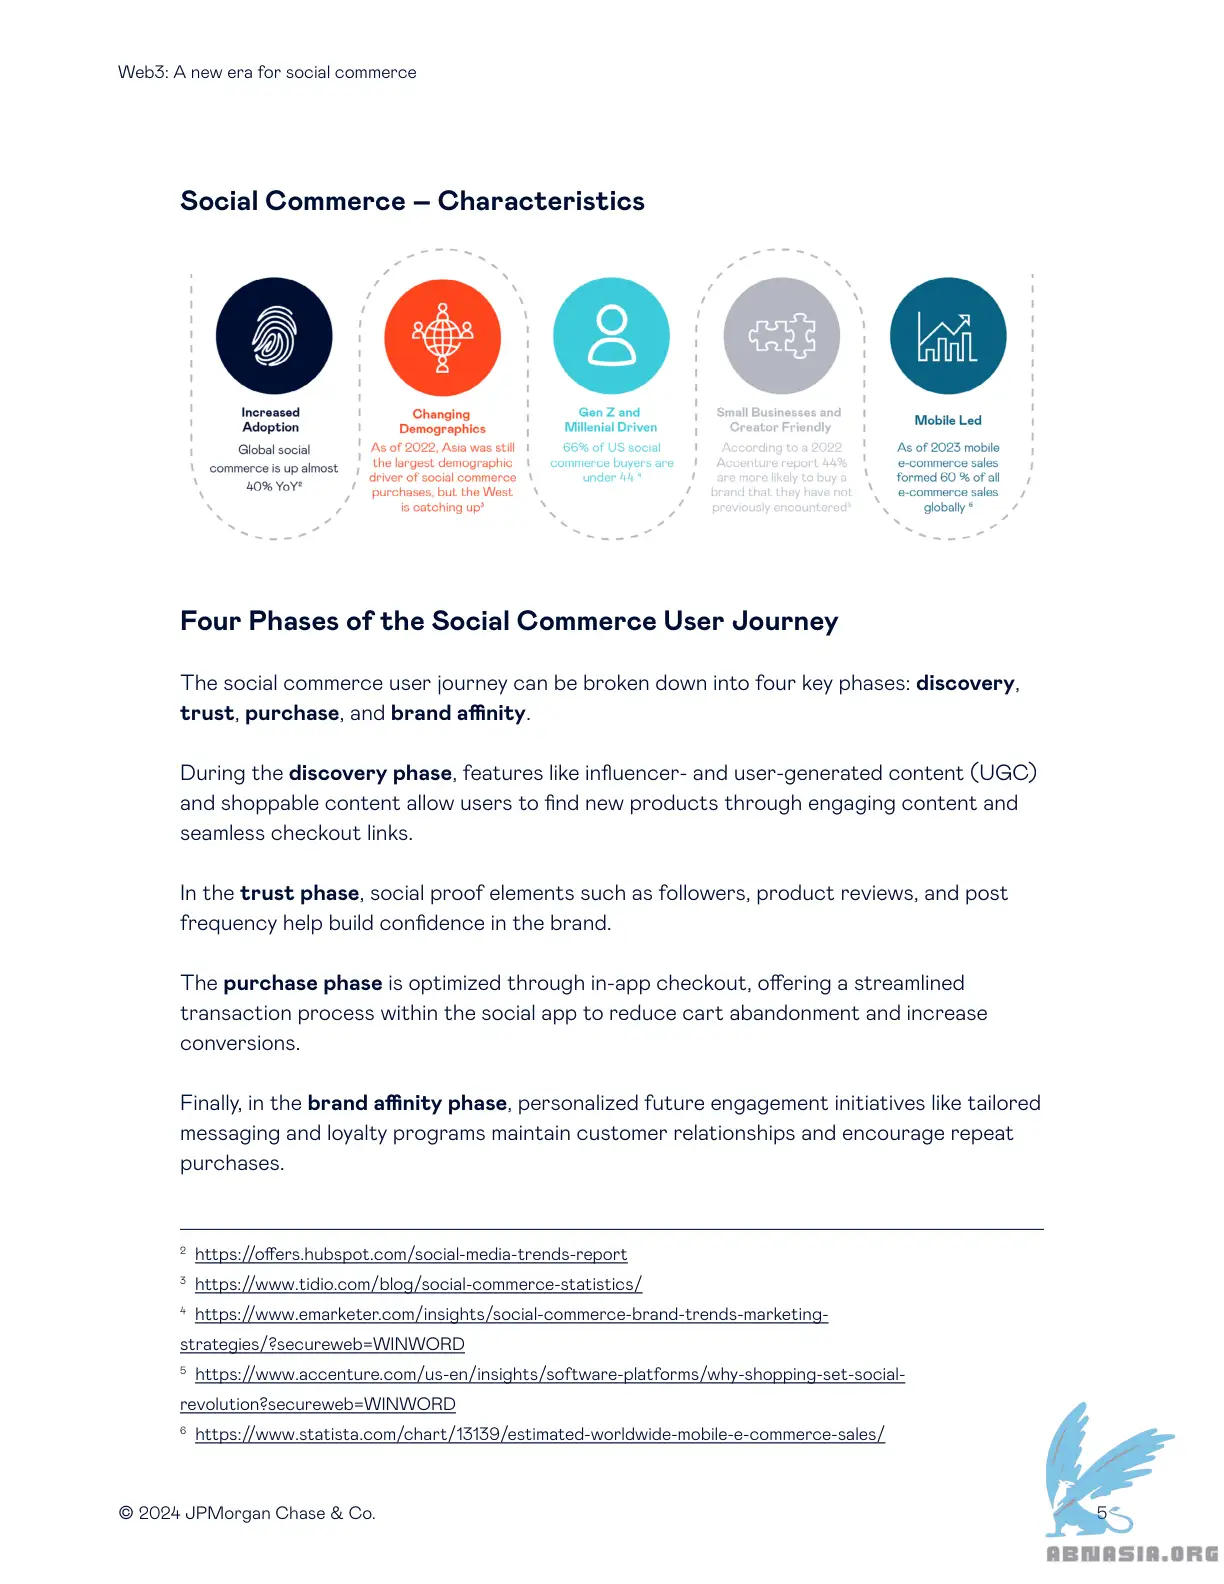 Web3: A new era for social commerce
Social Commerce – Characteristics
Increased
Adoption
Global social
commerce is up almost
40% YoY²
Changing
Demographics
As of 2022, Asia was still
the largest demographic
driver of social commerce
purchases, but the West
is catching up³
Gen Z and
Millenial Driven
66% of US social
commerce buyers are
under 44 ⁴
Small Businesses and
Creator Friendly
According to a 2022
Accenture report 44%
are more likely to buy a
brand that they have not
previously encountered⁵
Mobile Led
As of 2023 mobile
e-commerce sales
formed 60 % of all
e-commerce sales
globally ⁶
Four Phases of the Social Commerce User Journey
The social commerce user journey can be broken down into four key phases: discovery,
trust, purchase, and brand affinity.
During the discovery phase, features like influencer- and user-generated content (UGC)
and shoppable content allow users to find new products through engaging content and
seamless checkout links.
In the trust phase, social proof elements such as followers, product reviews, and post
frequency help build confidence in the brand.
The purchase phase is optimized through in-app checkout, offering a streamlined
transaction process within the social app to reduce cart abandonment and increase
conversions.
Finally, in the brand affinity phase, personalized future engagement initiatives like tailored
messaging and loyalty programs maintain customer relationships and encourage repeat
purchases.
² https://offers.hubspot.com/social-media-trends-report
³ https://www.tidio.com/blog/social-commerce-statistics/
⁴ https://www.emarketer.com/insights/social-commerce-brand-trends-marketing-
strategies/?secureweb=WINWORD
⁵ https://www.accenture.com/us-en/insights/software-platforms/why-shopping-set-social-
revolution?secureweb=WINWORD
⁶ https://www.statista.com/chart/13139/estimated-worldwide-mobile-e-commerce-sales/
© 2024 JPMorgan Chase & Co.
5
ABNASIA.ORG